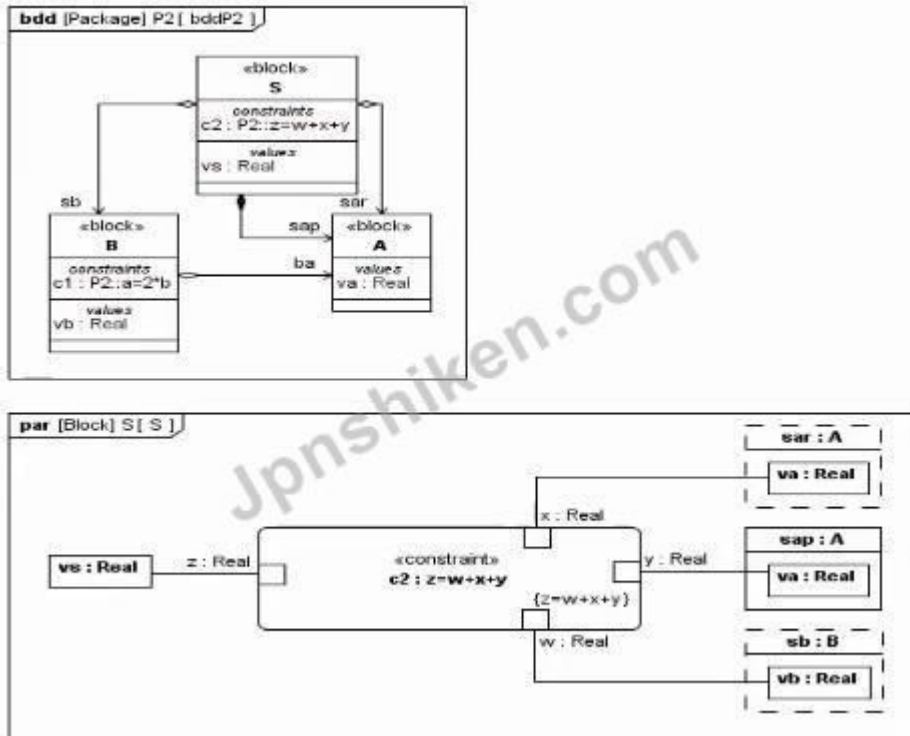 bdd [Package] P2 [ bddP2 ]
«block»
S
constraints
c2 : P2::z=w+x+y
values
vs : Real
sb
sap
sar
«block»
B
constraints
c1 : P2::a=2*b
values
vb : Real
ba
«block»
A
values
va : Real
Jpnshiken.com
par [Block] S [ S ]
sar : A
va : Real
x : Real
vs : Real
z : Real
«constraint»
c2 : z=w+x+y
{z=w+x+y}
y : Real
sap : A
va : Real
w : Real
sb : B
vb : Real